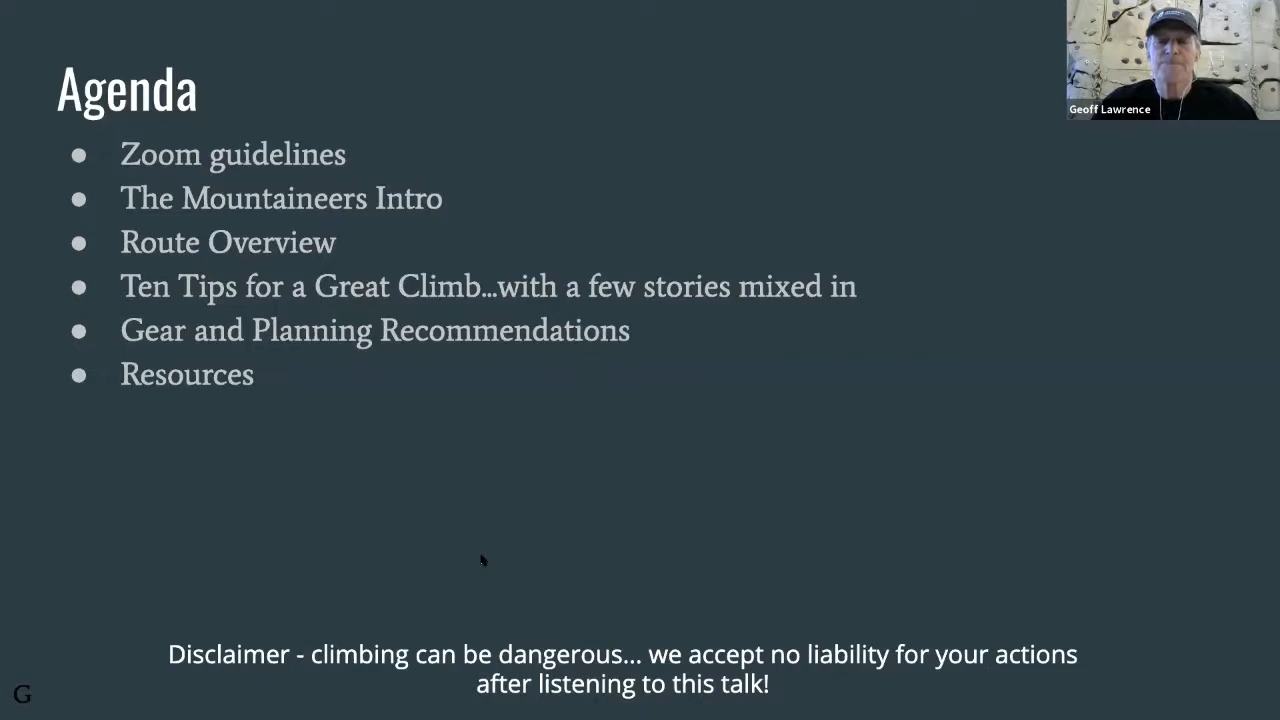 Agenda
Geoff Lawrence
● Zoom guidelines
● The Mountaineers Intro
● Route Overview
● Ten Tips for a Great Climb...with a few stories mixed in
● Gear and Planning Recommendations
● Resources
Disclaimer - climbing can be dangerous... we accept no liability for your actions
after listening to this talk!
G